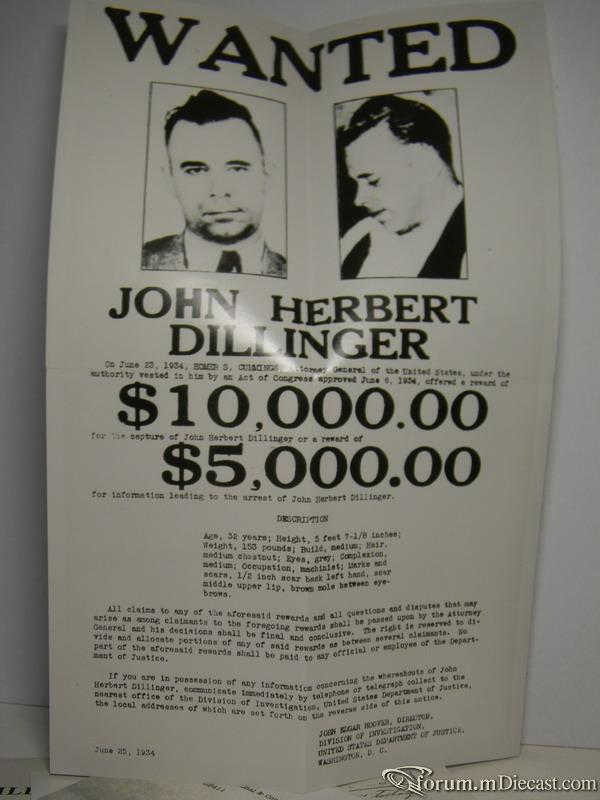 WANTED
JOHN HERBERT
DILLINGER
On June 23, 1934, HOMER S. CUMMINGS, Attorney General of the United States, under the
authority vested in him by an Act of Congress approved June 6, 1934, offered a reward of
$10,000.00
for the capture of John Herbert Dillinger or a reward of
$5,000.00
for information leading to the arrest of John Herbert Dillinger.
DESCRIPTION
Age, 32 years; Height, 5 feet 7-1/8 inches;
Weight, 153 pounds; Build, medium; Hair,
medium chestnut; Eyes, grey; Complexion,
medium; Occupation, machinist; Marks and
scars, 1/2 inch scar back left hand, scar
middle upper lip, brown mole between eye-
brows.
All claims to any of the aforesaid rewards and all questions and disputes that may
arise as among claimants to the foregoing rewards shall be passed upon by the Attorney
General and his decisions shall be final and conclusive. The right is reserved to di-
vide and allocate portions of any of said rewards as between several claimants. No
part of the aforesaid rewards shall be paid to any official or employee of the Depart-
ment of Justice.
If you are in possession of any information concerning the whereabouts of John
Herbert Dillinger, communicate immediately by telephone or telegraph collect to the
nearest office of the Division of Investigation, United States Department of Justice,
the local addresses of which are set forth on the reverse side of this notice.
JOHN EDGAR HOOVER, DIRECTOR,
DIVISION OF INVESTIGATION,
UNITED STATES DEPARTMENT OF JUSTICE,
WASHINGTON, D. C.
June 25, 1934
forum.mDiecast.com